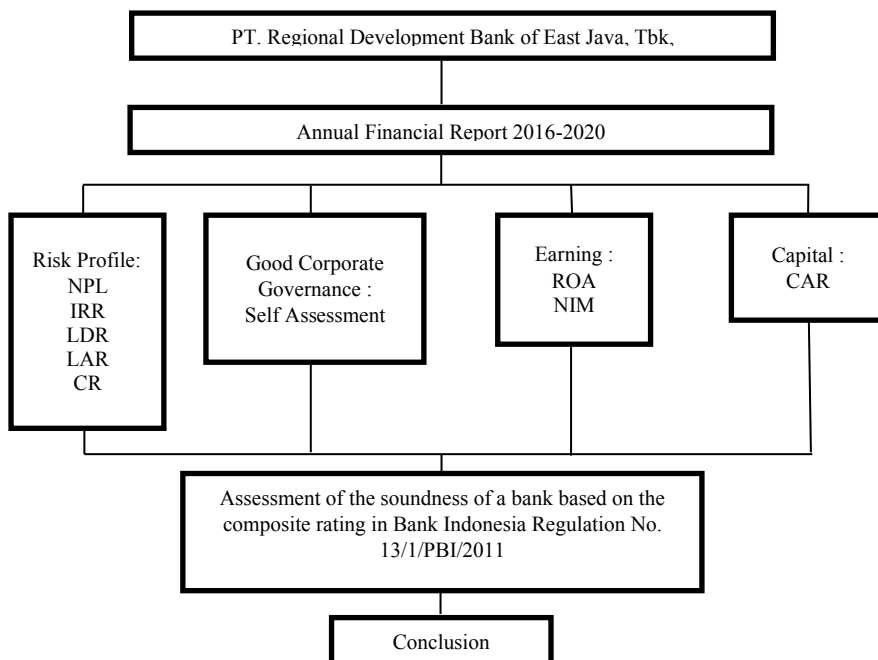 PT. Regional Development Bank of East Java, Tbk,
Annual Financial Report 2016-2020
Risk Profile:
NPL
IRR
LDR
LAR
CR
Good Corporate
Governance :
Self Assessment
Earning :
ROA
NIM
Capital :
CAR
Assessment of the soundness of a bank based on the
composite rating in Bank Indonesia Regulation No.
13/1/PBI/2011
Conclusion